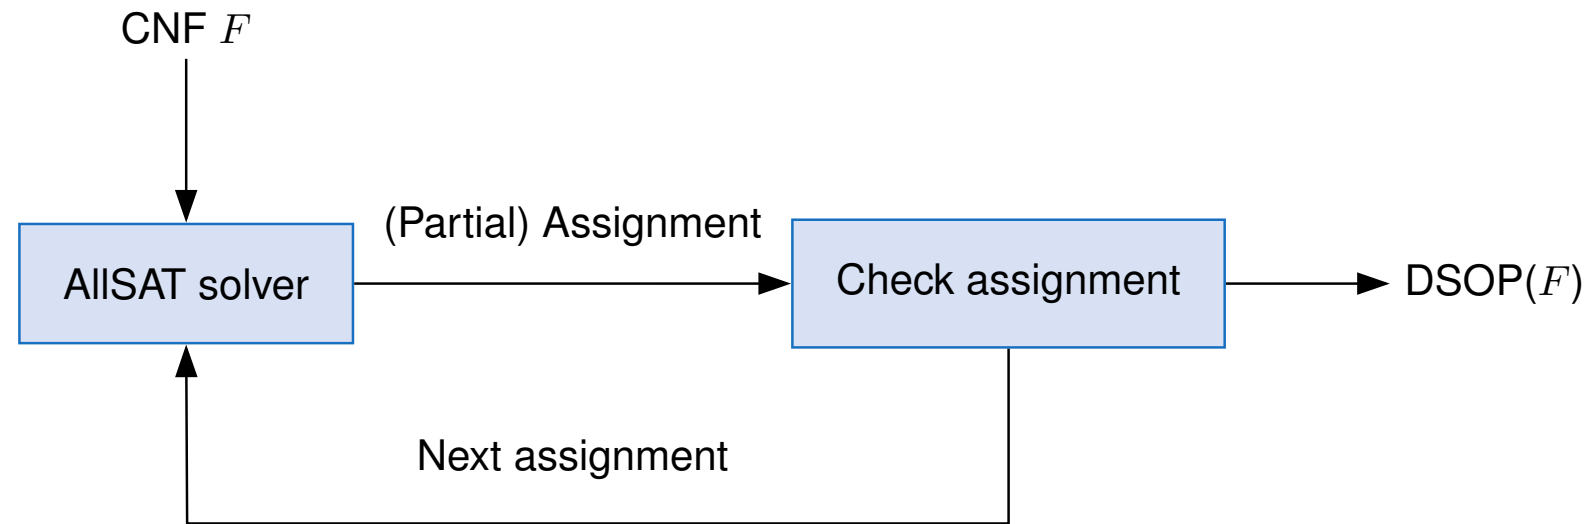 CNF F
(Partial) Assignment
AllSAT solver
Check assignment
DSOP(F)
Next assignment